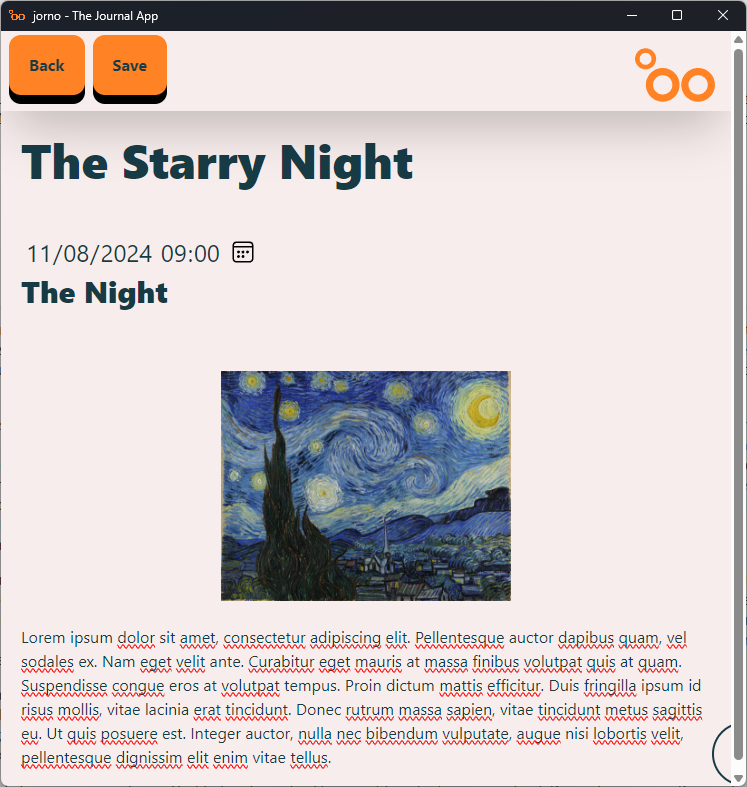 jorno - The Journal App
Back
Save
The Starry Night
11/08/2024 09:00
The Night
Lorem ipsum dolor sit amet, consectetur adipiscing elit. Pellentesque auctor dapibus quam, vel
sodales ex. Nam eget velit ante. Curabitur eget mauris at massa finibus volutpat quis at quam.
Suspendisse congue eros at volutpat tempus. Proin dictum mattis efficitur. Duis fringilla ipsum id
risus mollis, vitae lacinia erat tincidunt. Donec rutrum massa sapien, vitae tincidunt metus sagittis
eu. Ut quis posuere est. Integer auctor, nulla nec bibendum vulputate, augue nisi lobortis velit,
pellentesque dignissim elit enim vitae tellus.